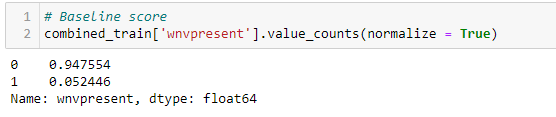 1 # Baseline score
2 combined_train['wnvpresent'].value_counts(normalize = True)
0    0.947554
1    0.052446
Name: wnvpresent, dtype: float64